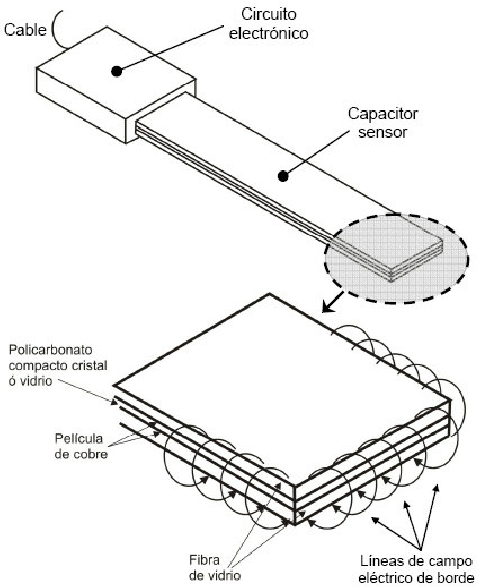 Circuito
electrónico
Cable
Capacitor
sensor
Policarbonato
compacto cristal
ó vidrio
Película
de cobre
Fibra
de vidrio
Líneas de campo
eléctrico de borde